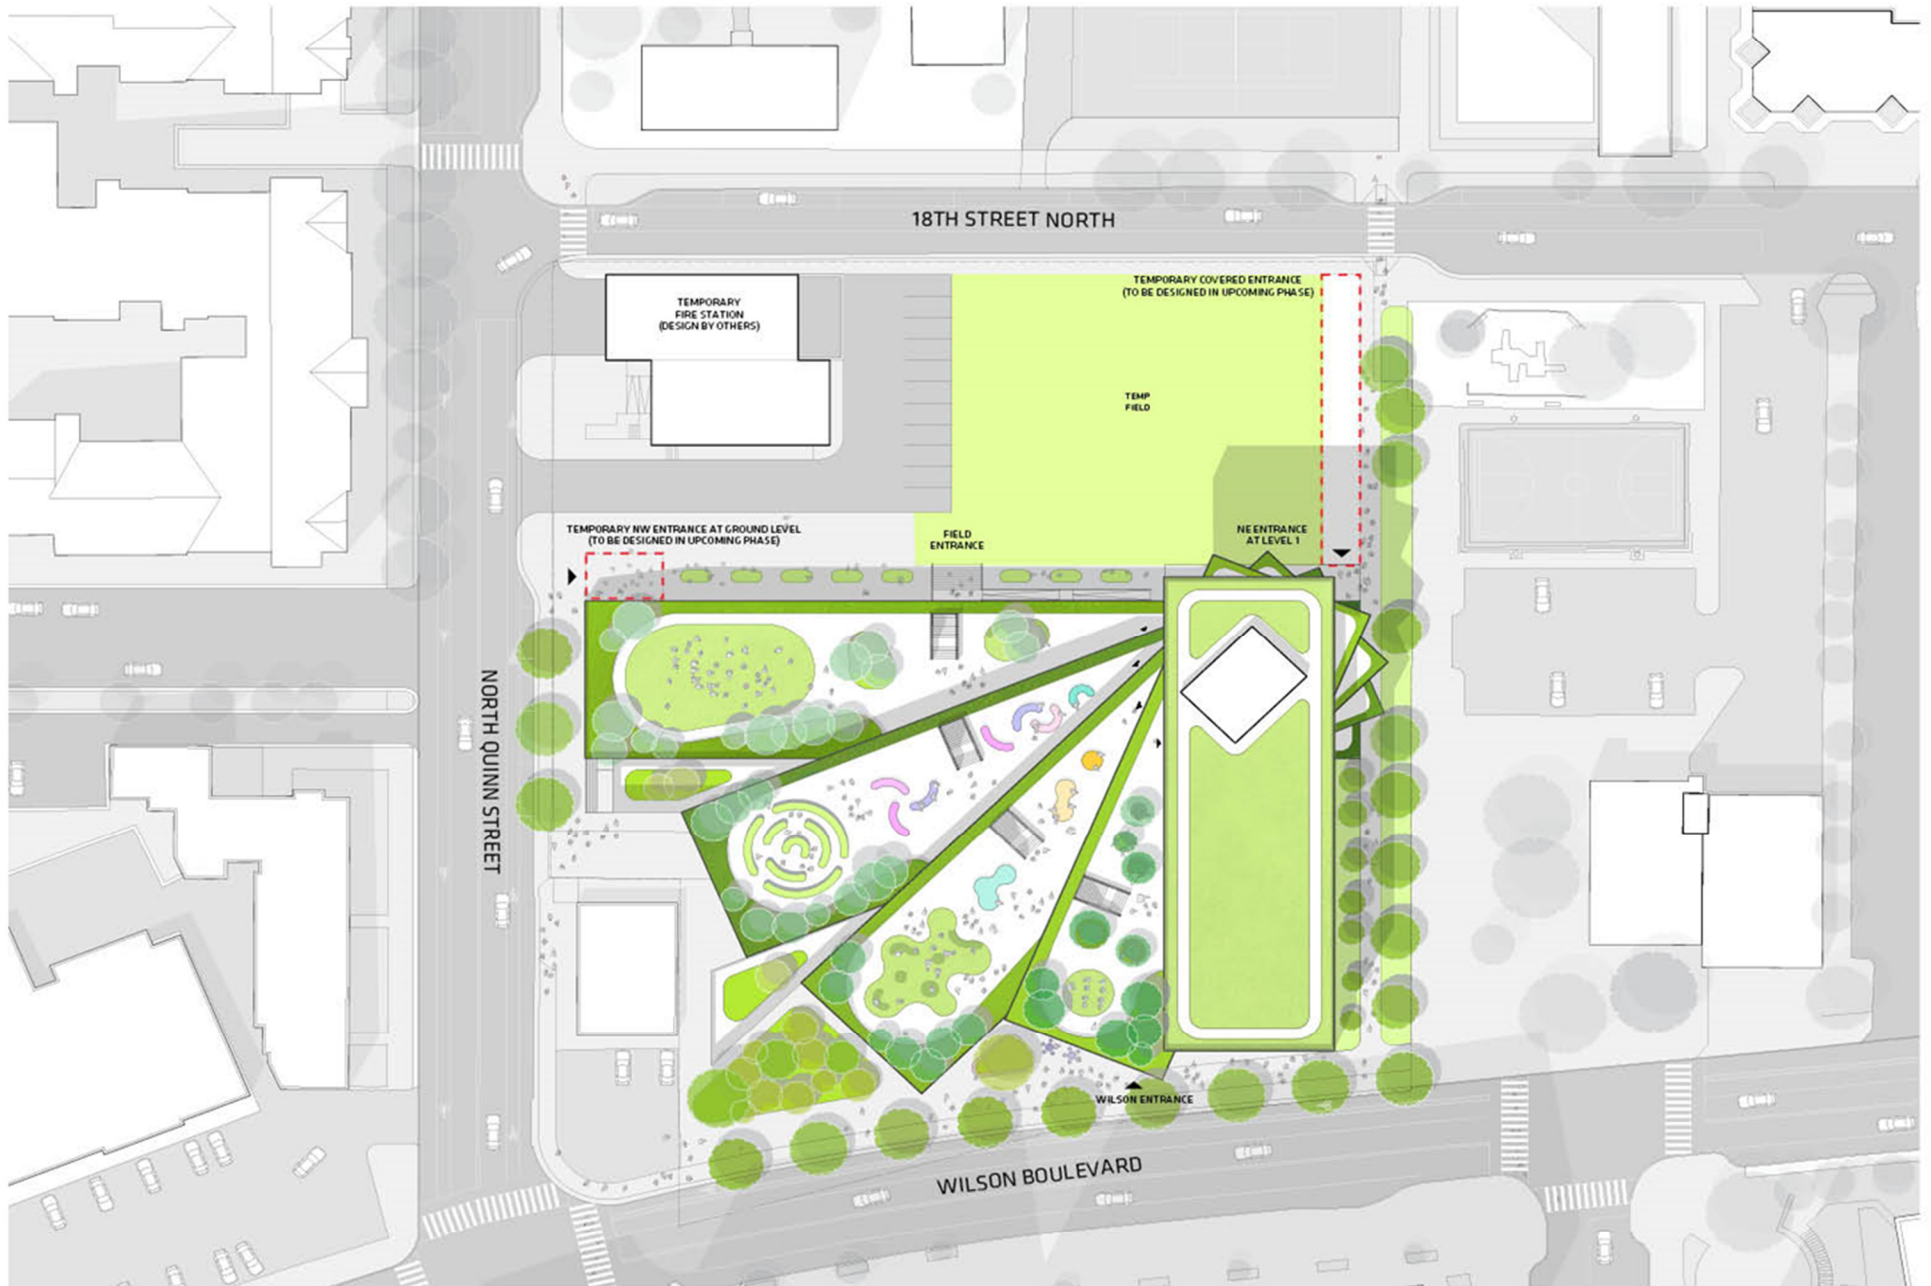 18TH STREET NORTH
TEMPORARY
FIRE STATION
(DESIGN BY OTHERS)
TEMPORARY COVERED ENTRANCE
(TO BE DESIGNED IN UPCOMING PHASE)
TEMP
FIELD
TEMPORARY NW ENTRANCE AT GROUND LEVEL
(TO BE DESIGNED IN UPCOMING PHASE)
FIELD
ENTRANCE
NE ENTRANCE
AT LEVEL 1
NORTH QUINN STREET
WILSON ENTRANCE
WILSON BOULEVARD